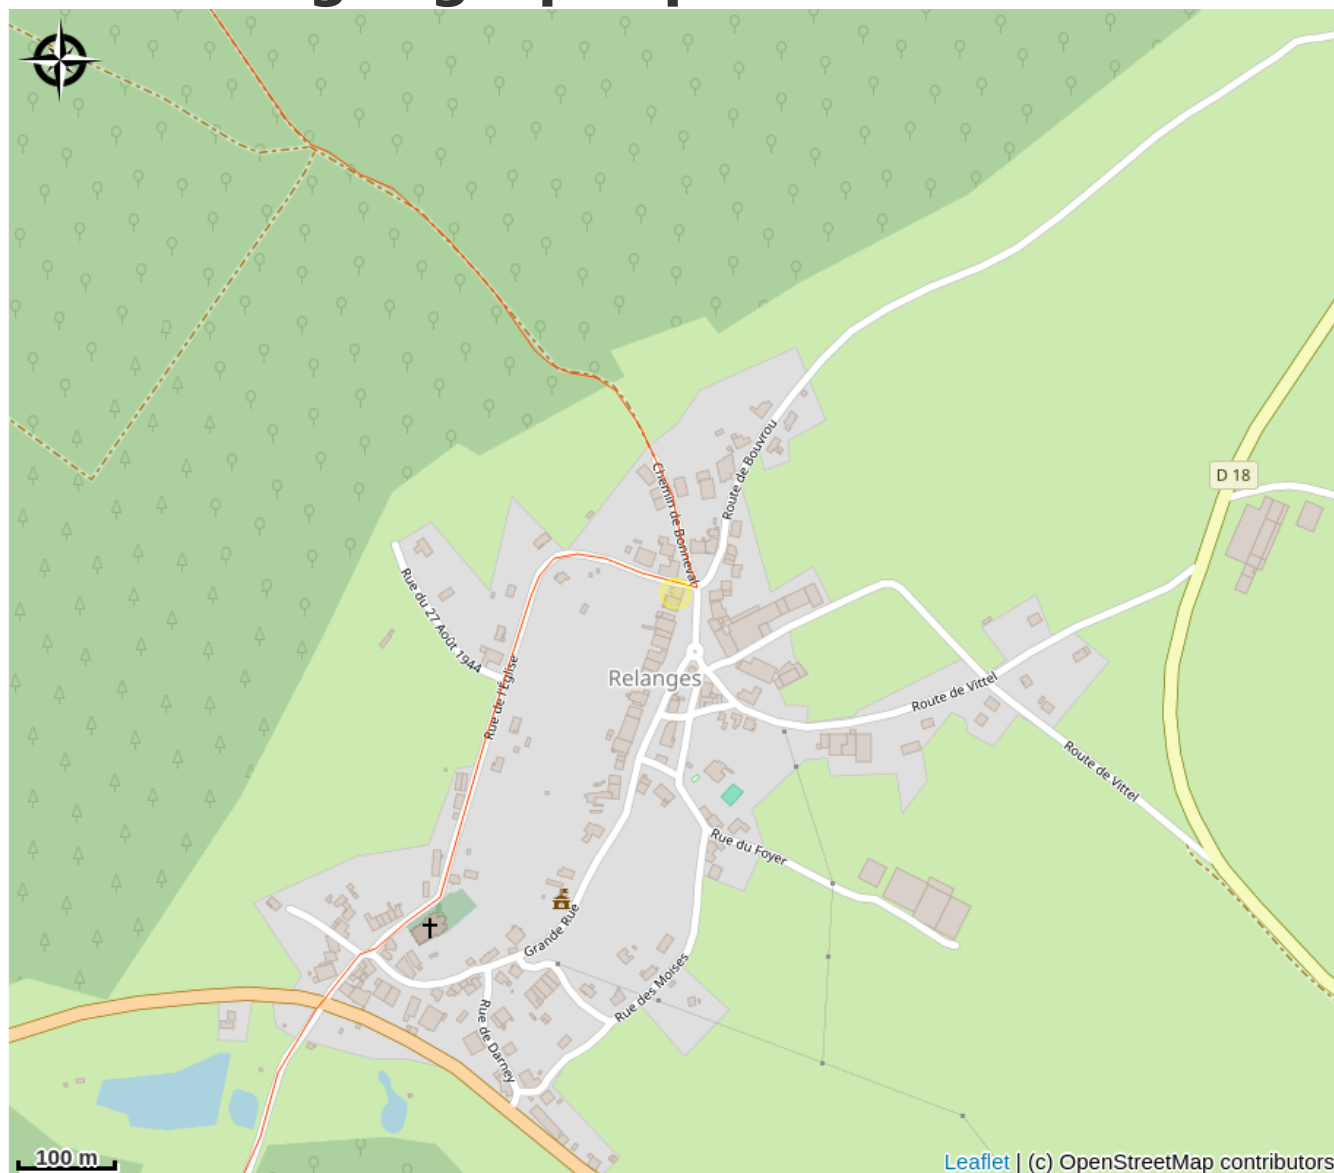 D 18
Chemin de Bonneval
Route de Bouvrou
Rue du 27 Août 1944
Rue de l'Église
Relanges
Route de Vittel
Route de Vittel
Rue du Foyer
Grande Rue
Rue des Moises
Rue de Darney
100 m
Leaflet | (c) OpenStreetMap contributors